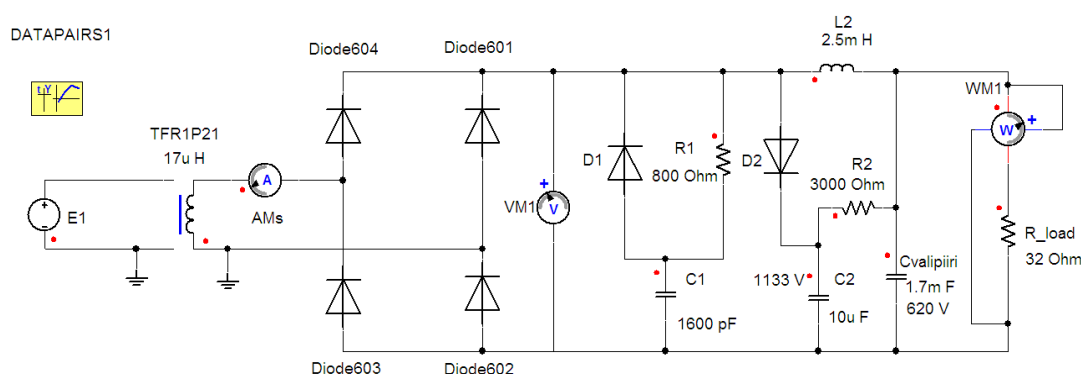 DATAPAIRS1
t Y
TFR1P21
17u H
E1
A
AMs
Diode604
Diode601
Diode603
Diode602
+
VM1
V
D1
R1
800 Ohm
C1
1600 pF
D2
R2
3000 Ohm
1133 V
C2
10u F
L2
2.5m H
Cvalipiiri
1.7m F
620 V
WM1
+
W
R_load
32 Ohm